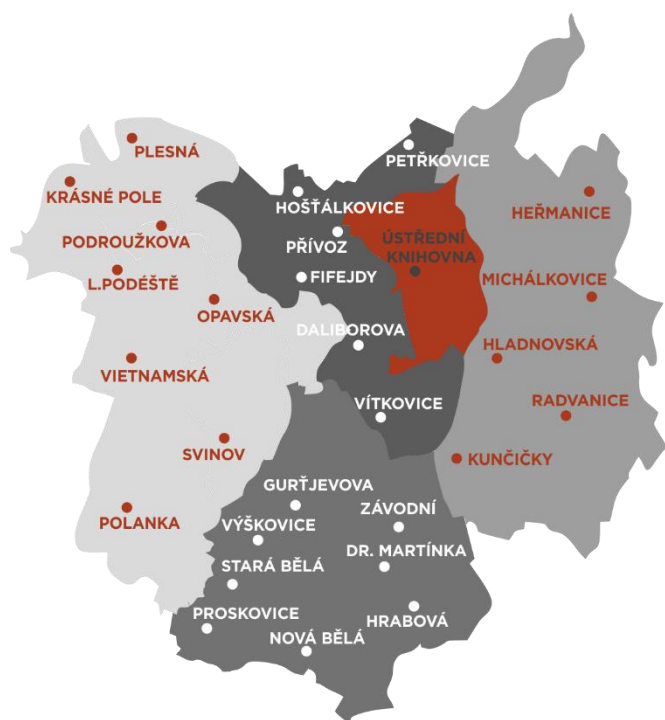 PLESNÁ
KRÁSNÉ POLE
PODROUŽKOVA
L.PODÉŠTĚ
OPAVSKÁ
VIETNAMSKÁ
SVINOV
POLANKA
PETŘKOVICE
HOŠŤÁLKOVICE
PŘÍVOZ
FIFEJDY
ÚSTŘEDNÍ
KNIHOVNA
DALIBOROVA
VÍTKOVICE
HEŘMANICE
MICHÁLKOVICE
HLADNOVSKÁ
RADVANICE
KUNČIČKY
GURŤJEVOVA
VÝŠKOVICE
STARÁ BĚLÁ
PROSKOVICE
NOVÁ BĚLÁ
ZÁVODNÍ
DR. MARTÍNKA
HRABOVÁ